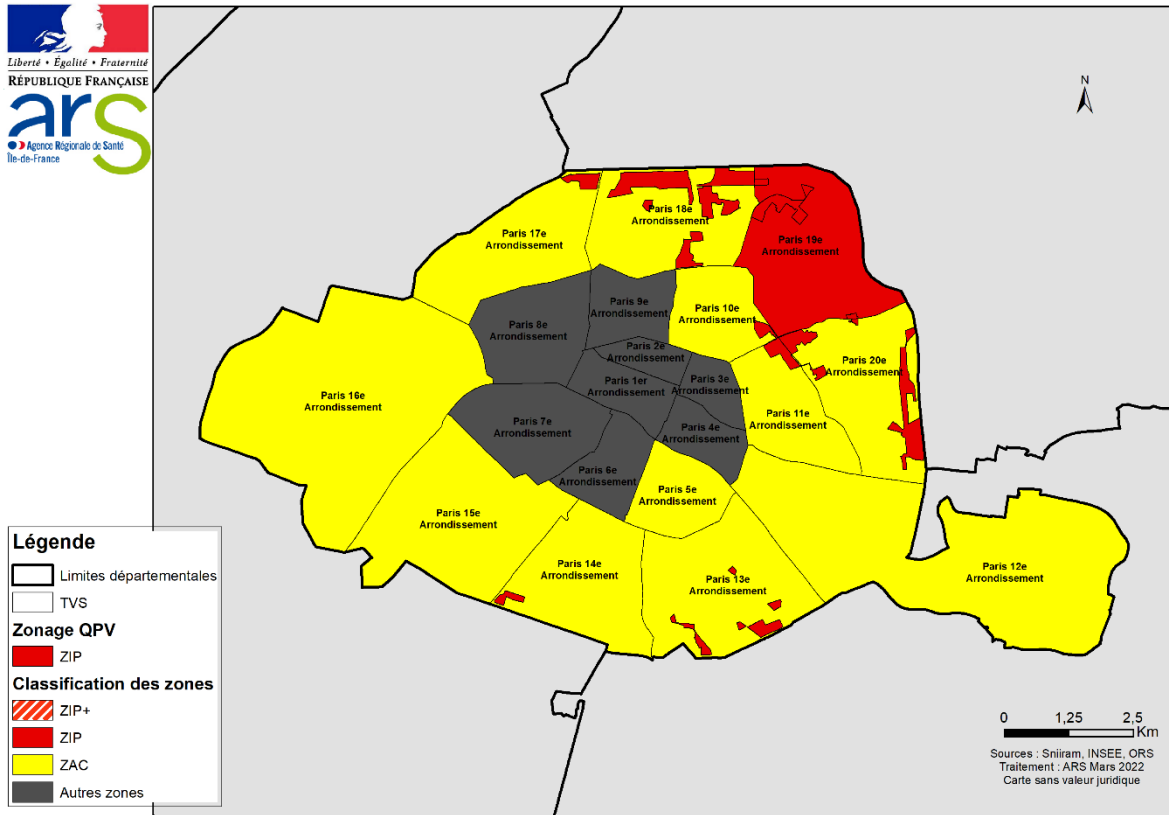 Liberté • Égalité • Fraternité
RÉPUBLIQUE FRANÇAISE
ars
Agence Régionale de Santé
Île-de-France
N
Paris 18e
Arrondissement
Paris 17e
Arrondissement
Paris 19e
Arrondissement
Paris 9e
Arrondissement
Paris 10e
Arrondissement
Paris 8e
Arrondissement
Paris 2e
Arrondissement
Paris 20e
Arrondissement
Paris 1er
Arrondissement
Paris 3e
Arrondissement
Paris 16e
Arrondissement
Paris 11e
Arrondissement
Paris 7e
Arrondissement
Paris 4e
Arrondissement
Paris 6e
Arrondissement
Paris 5e
Arrondissement
Paris 15e
Arrondissement
Paris 14e
Arrondissement
Paris 13e
Arrondissement
Paris 12e
Arrondissement
Légende
Limites départementales
TVS
Zonage QPV
ZIP
Classification des zones
ZIP+
ZIP
ZAC
Autres zones
0 1,25 2,5
Km
Sources : Sniiram, INSEE, ORS
Traitement : ARS Mars 2022
Carte sans valeur juridique